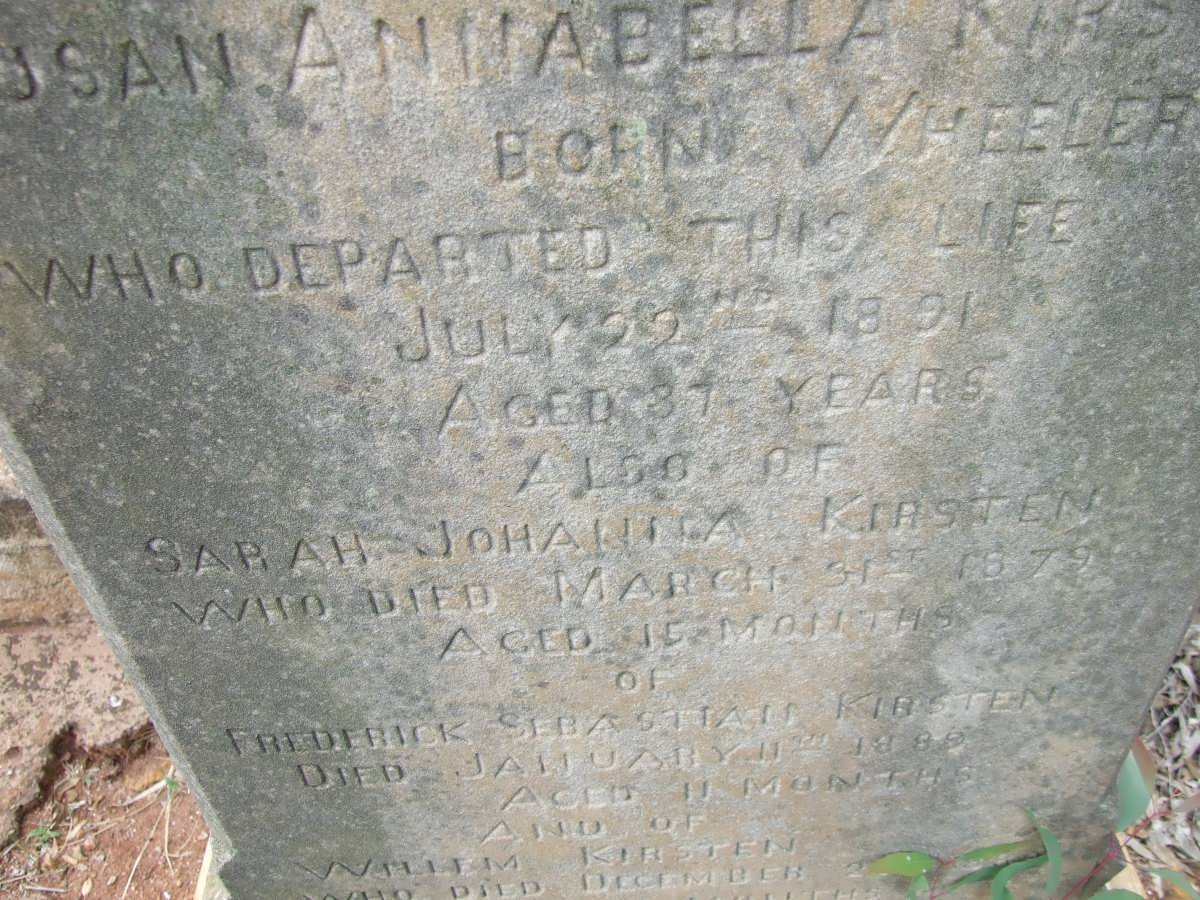 USAN ANNABELLA KIRS
BORN WHEELER
WHO DEPARTED THIS LIFE
JULY 22ND 1891
AGED 37 YEARS
ALSO OF
SARAH JOHANNA KIRSTEN
WHO DIED MARCH 31ST 1879
AGED 15 MONTHS
OF
FREDERICK SEBASTIAN KIRSTEN
DIED JANUARY 11TH 1889
AGED 11 MONTHS
AND OF
WILLEM KIRSTEN
WHO DIED DECEMBER 2